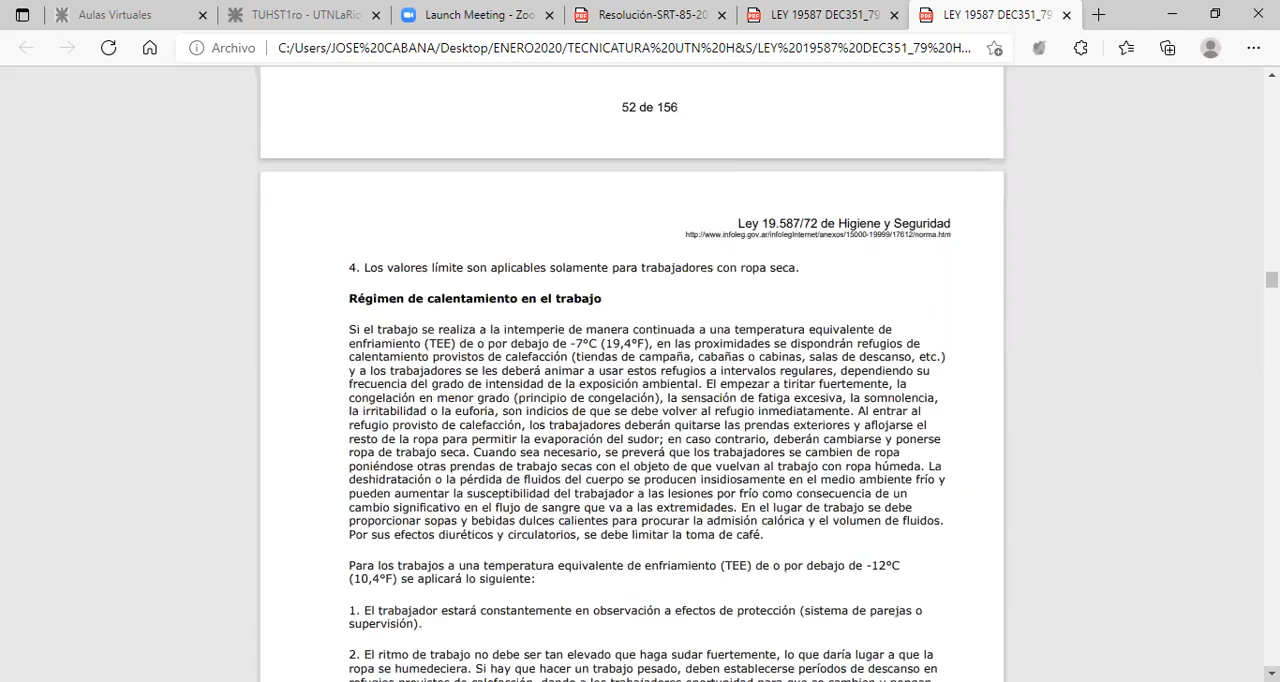 Aulas Virtuales
TUHST1ro - UTNLaRio
Launch Meeting - Zoo
Resolución-SRT-85-20
LEY 19587 DEC351_79
LEY 19587 DEC351_79
Archivo
C:/Users/JOSE%20CABANA/Desktop/ENERO2020/TECNICATURA%20UTN%20H&S/LEY%2019587%20DEC351_79%20H...
52 de 156
Ley 19.587/72 de Higiene y Seguridad
http://www.infoleg.gov.ar/infolegInternet/anexos/15000-19999/17612/norma.htm
4. Los valores límite son aplicables solamente para trabajadores con ropa seca.
Régimen de calentamiento en el trabajo
Si el trabajo se realiza a la intemperie de manera continuada a una temperatura equivalente de
enfriamiento (TEE) de o por debajo de -7°C (19,4°F), en las proximidades se dispondrán refugios de
calentamiento provistos de calefacción (tiendas de campaña, cabañas o cabinas, salas de descanso, etc.)
y a los trabajadores se les deberá animar a usar estos refugios a intervalos regulares, dependiendo su
frecuencia del grado de intensidad de la exposición ambiental. El empezar a tiritar fuertemente, la
congelación en menor grado (principio de congelación), la sensación de fatiga excesiva, la somnolencia,
la irritabilidad o la euforia, son indicios de que se debe volver al refugio inmediatamente. Al entrar al
refugio provisto de calefacción, los trabajadores deberán quitarse las prendas exteriores y aflojarse el
resto de la ropa para permitir la evaporación del sudor; en caso contrario, deberán cambiarse y ponerse
ropa de trabajo seca. Cuando sea necesario, se preverá que los trabajadores se cambien de ropa
poniéndose otras prendas de trabajo secas con el objeto de que vuelvan al trabajo con ropa húmeda. La
deshidratación o la pérdida de fluidos del cuerpo se producen insidiosamente en el medio ambiente frío y
pueden aumentar la susceptibilidad del trabajador a las lesiones por frío como consecuencia de un
cambio significativo en el flujo de sangre que va a las extremidades. En el lugar de trabajo se debe
proporcionar sopas y bebidas dulces calientes para procurar la admisión calórica y el volumen de fluidos.
Por sus efectos diuréticos y circulatorios, se debe limitar la toma de café.
Para los trabajos a una temperatura equivalente de enfriamiento (TEE) de o por debajo de -12°C
(10,4°F) se aplicará lo siguiente:
1. El trabajador estará constantemente en observación a efectos de protección (sistema de parejas o
supervisión).
2. El ritmo de trabajo no debe ser tan elevado que haga sudar fuertemente, lo que daría lugar a que la
ropa se humedeciera. Si hay que hacer un trabajo pesado, deben establecerse períodos de descanso en